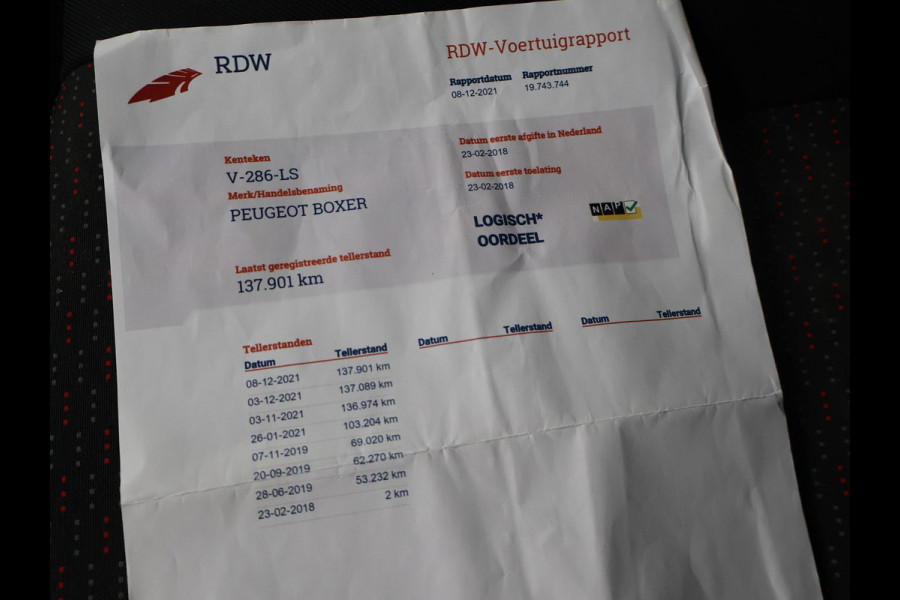 RDW
RDW-Voertuigrapport
Rapportdatum Rapportnummer
08-12-2021 19.743.744
Kenteken
V-286-LS
Merk/Handelsbenaming
PEUGEOT BOXER
Laatst geregistreerde tellerstand
137.901 km
Datum eerste afgifte in Nederland
23-02-2018
Datum eerste toelating
23-02-2018
LOGISCH*
OORDEEL
NAP
Tellerstanden
Datum Tellerstand Datum Tellerstand Datum Tellerstand
08-12-2021 137.901 km
03-12-2021 137.089 km
03-11-2021 136.974 km
26-01-2021 103.204 km
07-11-2019 69.020 km
20-09-2019 62.270 km
28-06-2019 53.232 km
23-02-2018 2 km